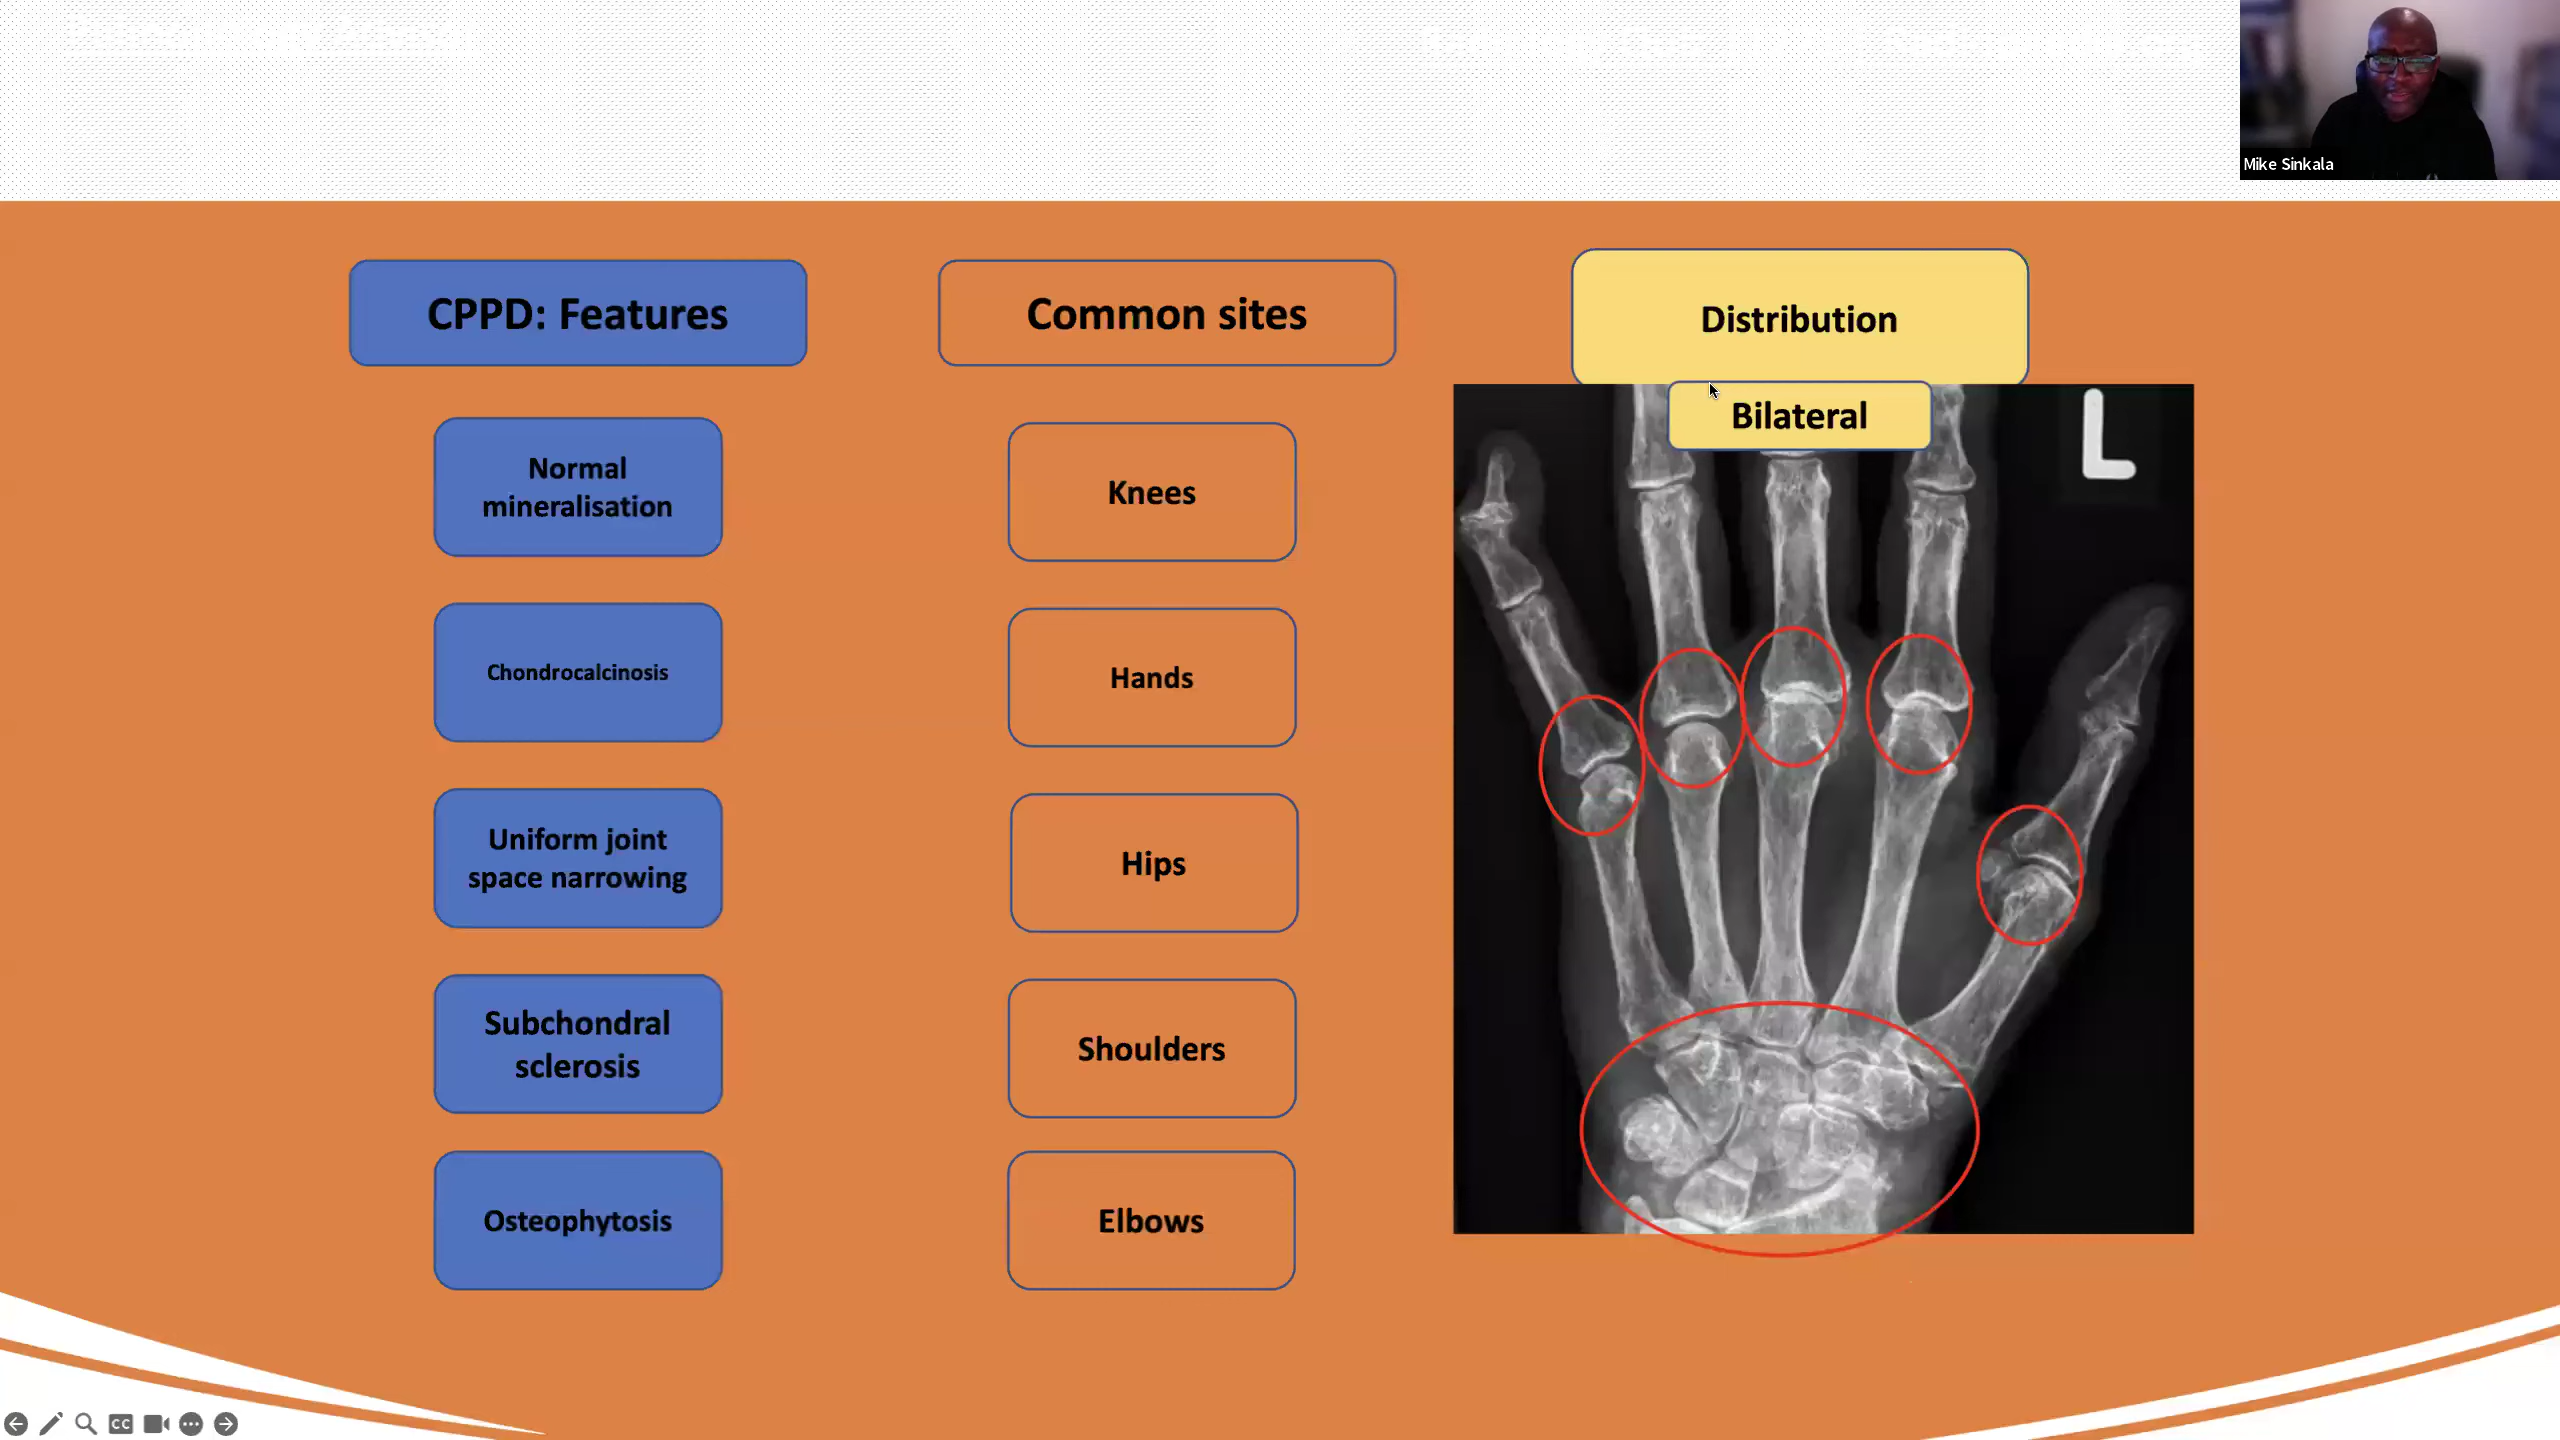 Mike Sinkala
CPPD: Features
Common sites
Distribution
Bilateral
L
Normal
mineralisation
Knees
Chondrocalcinosis
Hands
Uniform joint
space narrowing
Hips
Subchondral
sclerosis
Shoulders
Osteophytosis
Elbows
CC